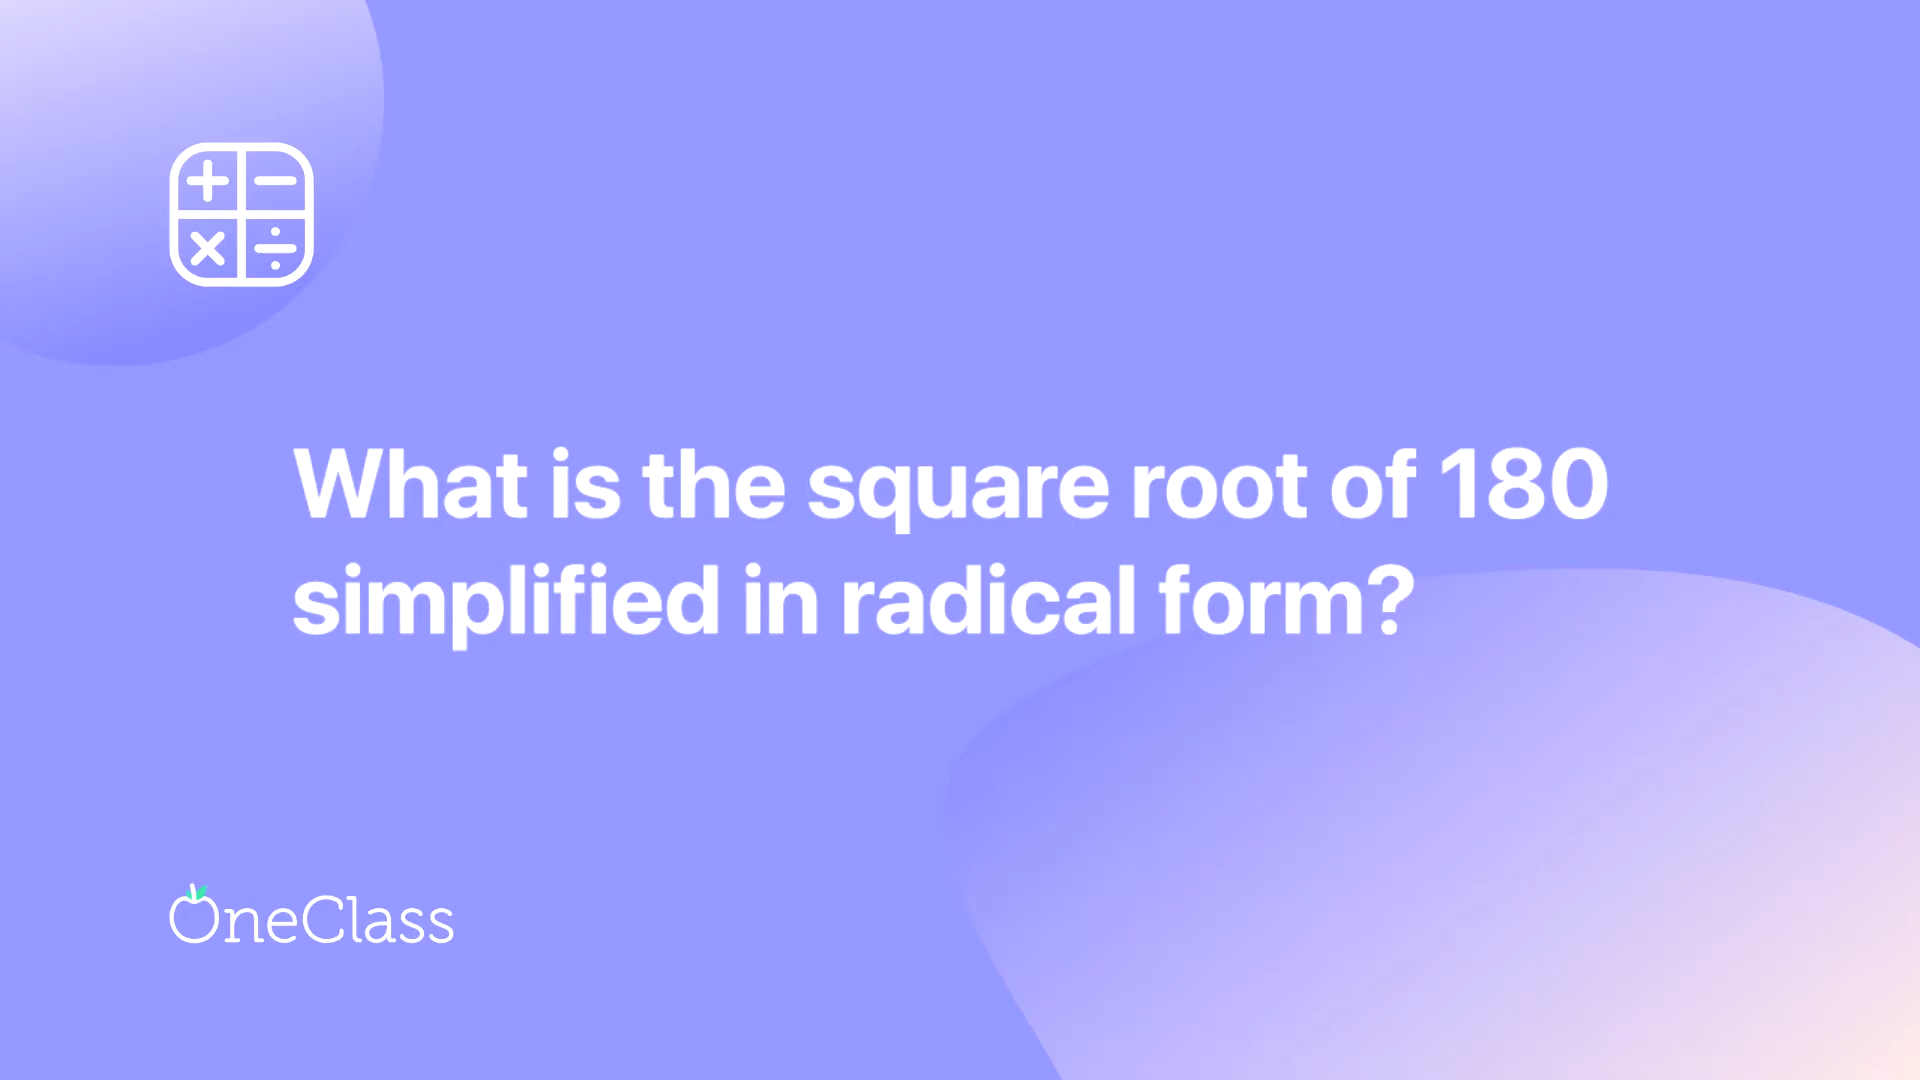 What is the square root of 180
simplified in radical form?
OneClass